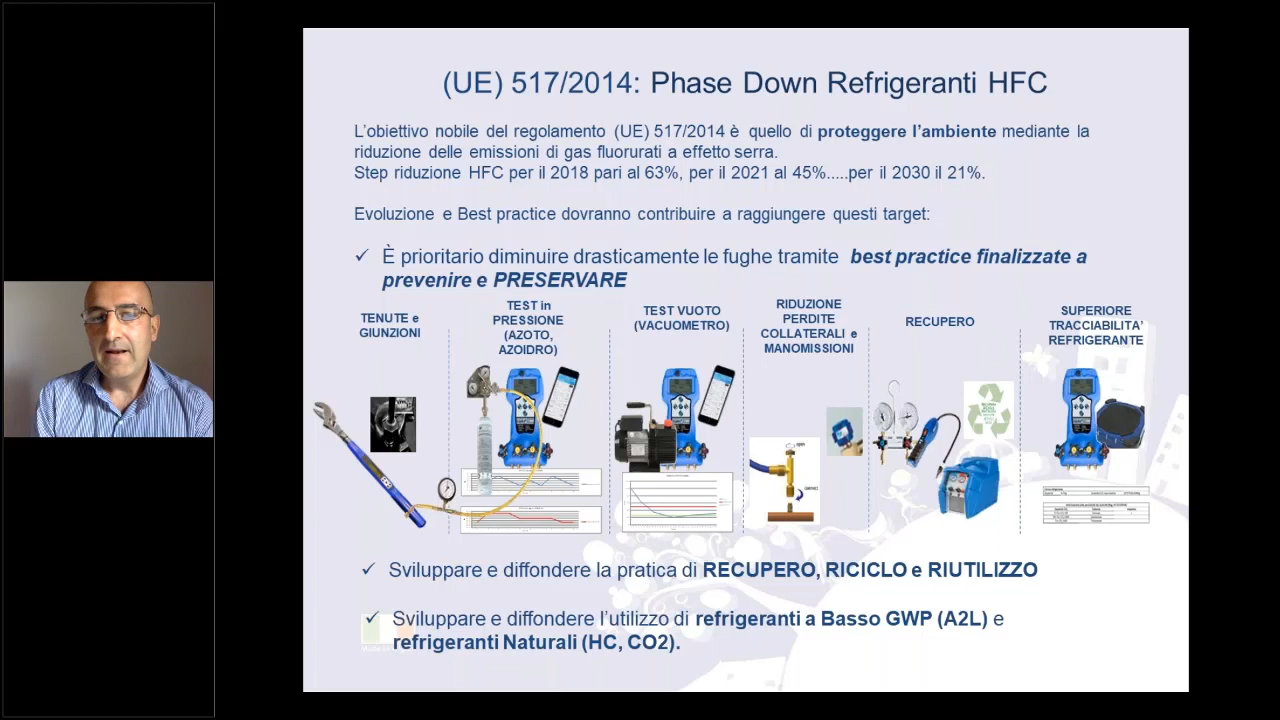 (UE) 517/2014: Phase Down Refrigeranti HFC
L'obiettivo nobile del regolamento (UE) 517/2014 è quello di proteggere l'ambiente mediante la
riduzione delle emissioni di gas fluorurati a effetto serra.
Step riduzione HFC per il 2018 pari al 63%, per il 2021 al 45%.....per il 2030 il 21%.
Evoluzione e Best practice dovranno contribuire a raggiungere questi target:
✓ È prioritario diminuire drasticamente le fughe tramite best practice finalizzate a
prevenire e PRESERVARE
TENUTE e
GIUNZIONI
TEST in
PRESSIONE
(AZOTO,
AZOIDRO)
TEST VUOTO
(VACUOMETRO)
RIDUZIONE
PERDITE
COLLATERALI e
MANOMISSIONI
RECUPERO
SUPERIORE
TRACCIABILITA'
REFRIGERANTE
open
✓ Sviluppare e diffondere la pratica di RECUPERO, RICICLO e RIUTILIZZO
✓ Sviluppare e diffondere l'utilizzo di refrigeranti a Basso GWP (A2L) e
refrigeranti Naturali (HC, CO2).